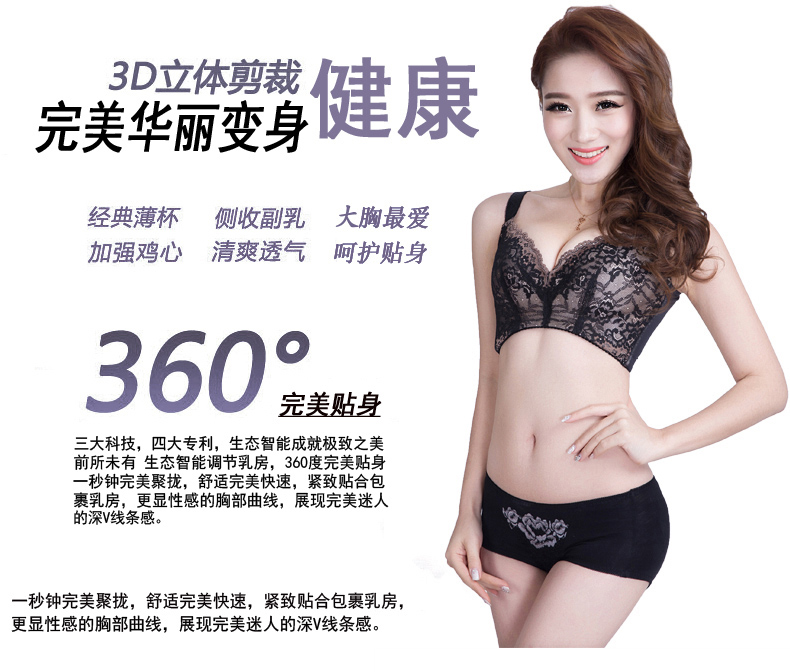 3D立体剪裁
完美华丽变身 健康
经典薄杯 侧收副乳 大胸最爱
加强鸡心 清爽透气 呵护贴身
360°
完美贴身
三大科技，四大专利，生态智能成就极致之美
前所未有 生态智能调节乳房，360度完美贴身
一秒钟完美聚拢，舒适完美快速，紧致贴合包
裹乳房，更显性感的胸部曲线，展现完美迷人
的深V线条感。
一秒钟完美聚拢，舒适完美快速，紧致贴合包裹乳房，
更显性感的胸部曲线，展现完美迷人的深V线条感。